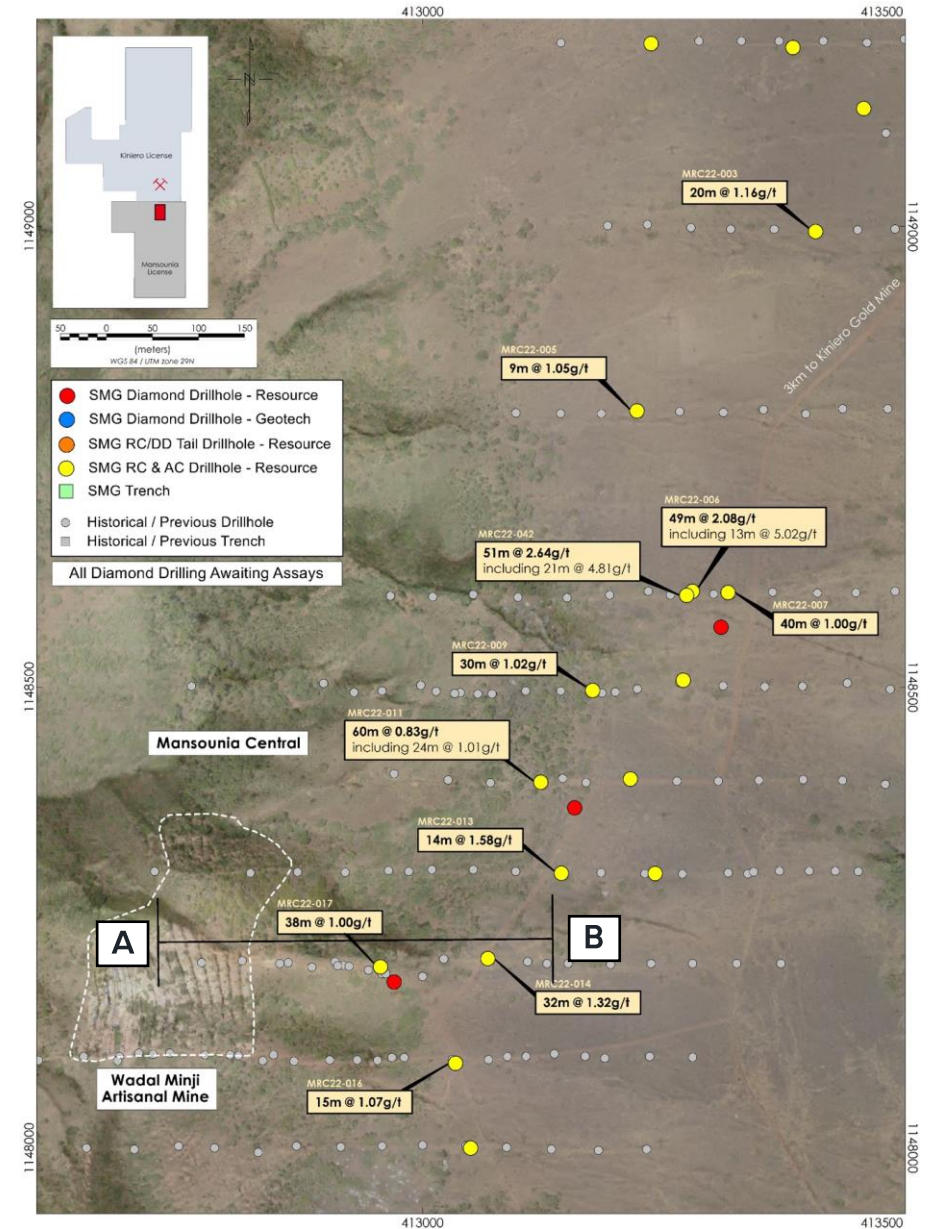 413000
413500
Kiniero License
Mansounia
License
N
1149000
1149000
MRC22-003
20m @ 1.16g/t
50 0 50 100 150
(meters)
WGS 84 / UTM zone 29N
3km to Kiniero Gold Mine
MRC22-005
9m @ 1.05g/t
SMG Diamond Drillhole - Resource
SMG Diamond Drillhole - Geotech
SMG RC/DD Tail Drillhole - Resource
SMG RC & AC Drillhole - Resource
SMG Trench
Historical / Previous Drillhole
Historical / Previous Trench
All Diamond Drilling Awaiting Assays
MRC22-006
49m @ 2.08g/t
including 13m @ 5.02g/t
MRC22-042
51m @ 2.64g/t
including 21m @ 4.81g/t
MRC22-007
40m @ 1.00g/t
MRC22-009
30m @ 1.02g/t
1148500
1148500
MRC22-011
60m @ 0.83g/t
including 24m @ 1.01g/t
Mansounia Central
MRC22-013
14m @ 1.58g/t
MRC22-017
38m @ 1.00g/t
A
B
MRC22-014
32m @ 1.32g/t
Wadal Minji
Artisanal Mine
MRC22-016
15m @ 1.07g/t
1148000
1148000
413000
413500